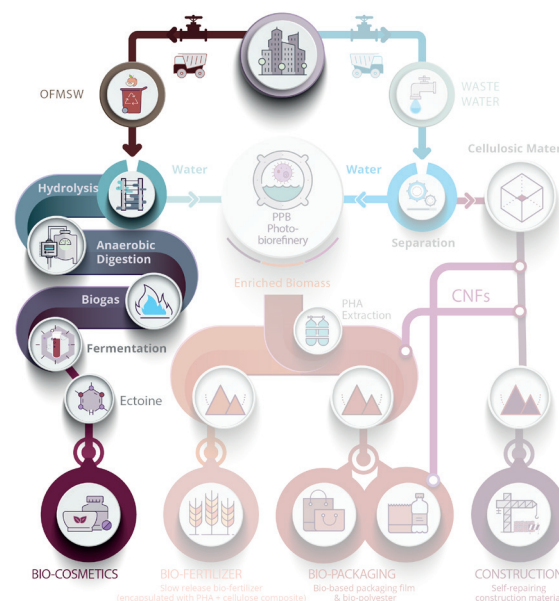 OFMSW
WASTE
WATER
Cellulosic Mater
Hydrolysis
Water
Water
PPB
Photo-
biorefinery
Separation
Anaerobic
Digestion
Enriched Biomass
Biogas
PHA
Extraction
CNFs
Fermentation
Ectoine
BIO-COSMETICS
BIO-FERTILIZER
Slow release bio-fertilizer
(encapsulated with PHA + cellulose composite)
BIO-PACKAGING
Bio-based packaging film
& bio-polyester
CONSTRUCTION
Self-repairing
construction material